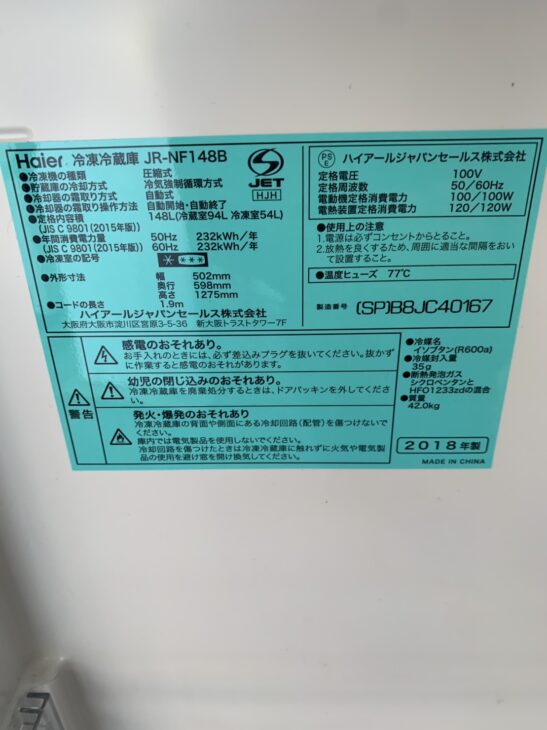 Haier 冷凍冷蔵庫 JR-NF148B
●冷凍機の種類 圧縮式
●貯蔵庫の冷却方式 冷気強制循環方式
●冷却器の霜取り方式 自動式
●冷却器の霜取り操作方法 自動開始・自動終了
●定格内容積 148L(冷蔵室94L 冷凍室54L)
(JIS C 9801(2015年版))
●年間消費電力量 50Hz 232kWh/年
(JIS C 9801(2015年版)) 60Hz 232kWh/年
●冷凍室の記号
●外形寸法 幅 502mm
奥行 598mm
高さ 1275mm
●コードの長さ 1.9m
ハイアールジャパンセールス株式会社
大阪府大阪市淀川区宮原3-5-36 新大阪トラストタワー7F
S
JET
HJH
PS
E
ハイアールジャパンセールス株式会社
定格電圧 100V
定格周波数 50/60Hz
電動機定格消費電力 100/100W
電熱装置定格消費電力 120/120W
●使用上の注意
1.電源は必ずコンセントからとること。
2.放熱を良くするため、周囲に適当な間隔をおい
て設置すること。
●温度ヒューズ 77℃
製造番号 (SP)B8JC40167
警告
感電のおそれあり。
お手入れのときには、必ず差込みプラグを抜いてください。抜かず
に作業すると感電のおそれがあります。
幼児の閉じ込みのおそれあり。
冷凍冷蔵庫を廃棄処分するときは、ドアパッキンを外してくだ
さい。
発火・爆発のおそれあり
冷凍冷蔵庫の背面や側面にある冷却回路(配管)を傷つけないで
ください。
庫内では電気製品を使用しないでください。
冷却回路を傷つけたときは冷凍冷蔵庫に触れずに火気や電気製
品の使用を避け窓を開け換気してください。
●冷媒名
イソブタン(R600a)
●冷媒封入量
35g
●断熱発泡ガス
シクロペンタンと
HFO1233zdの混合
●質量
42.0kg
2018年製
MADE IN CHINA